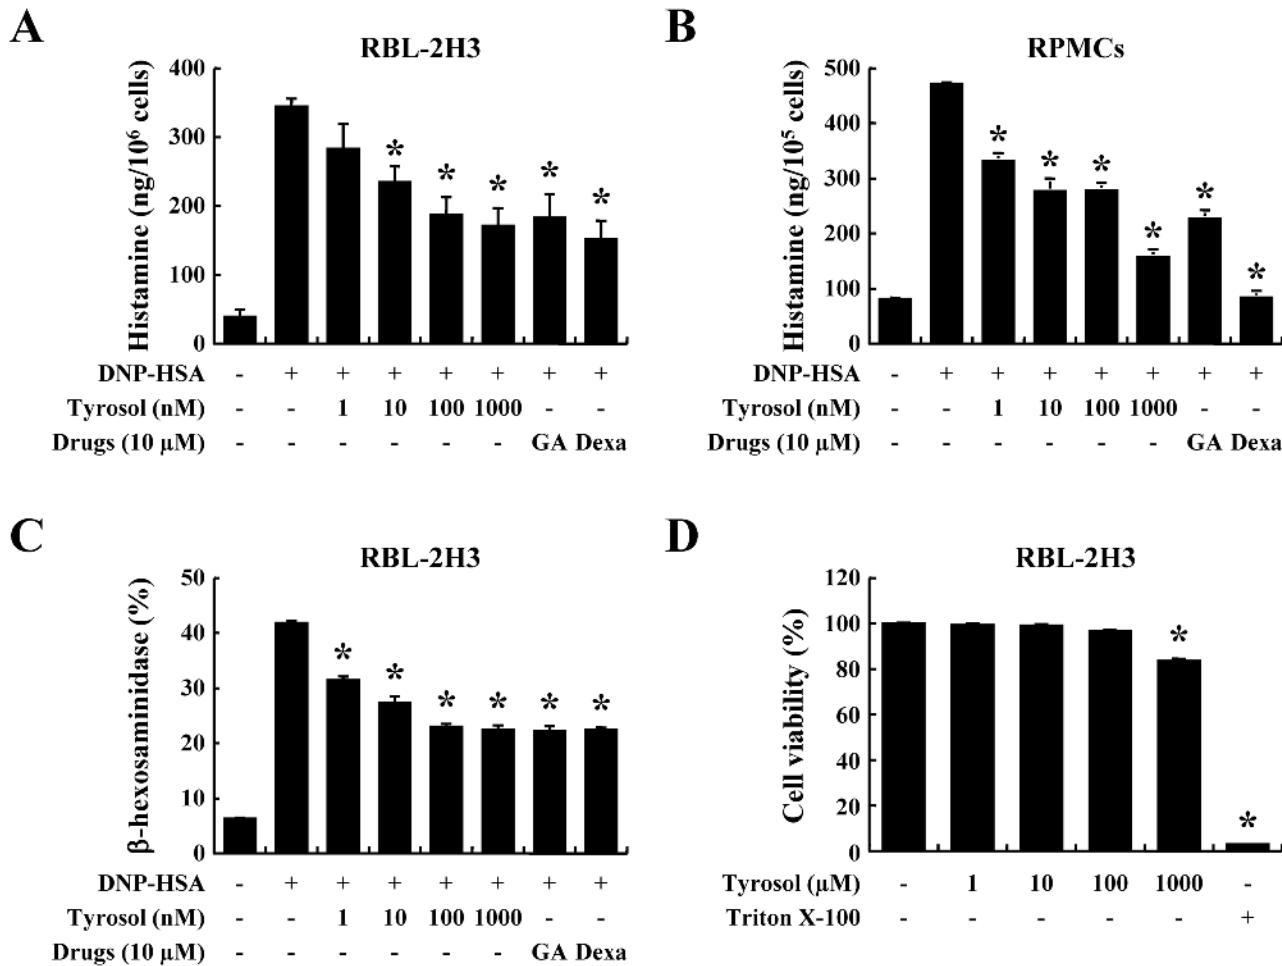 A
RBL-2H3
Histamine (ng/10⁶ cells)
400
300
200
100
0
* * * * *
DNP-HSA - + + + + + + +
Tyrosol (nM) - - 1 10 100 1000 - -
Drugs (10 µM) - - - - - - GA Dexa
B
RPMCs
Histamine (ng/10⁵ cells)
500
400
300
200
100
0
* * * * * *
DNP-HSA - + + + + + + +
Tyrosol (nM) - - 1 10 100 1000 - -
Drugs (10 µM) - - - - - - GA Dexa
C
RBL-2H3
β-hexosaminidase (%)
50
40
30
20
10
0
* * * * * *
DNP-HSA - + + + + + + +
Tyrosol (nM) - - 1 10 100 1000 - -
Drugs (10 µM) - - - - - - GA Dexa
D
RBL-2H3
Cell viability (%)
120
100
80
60
40
20
0
* *
Tyrosol (µM) - 1 10 100 1000 -
Triton X-100 - - - - - +